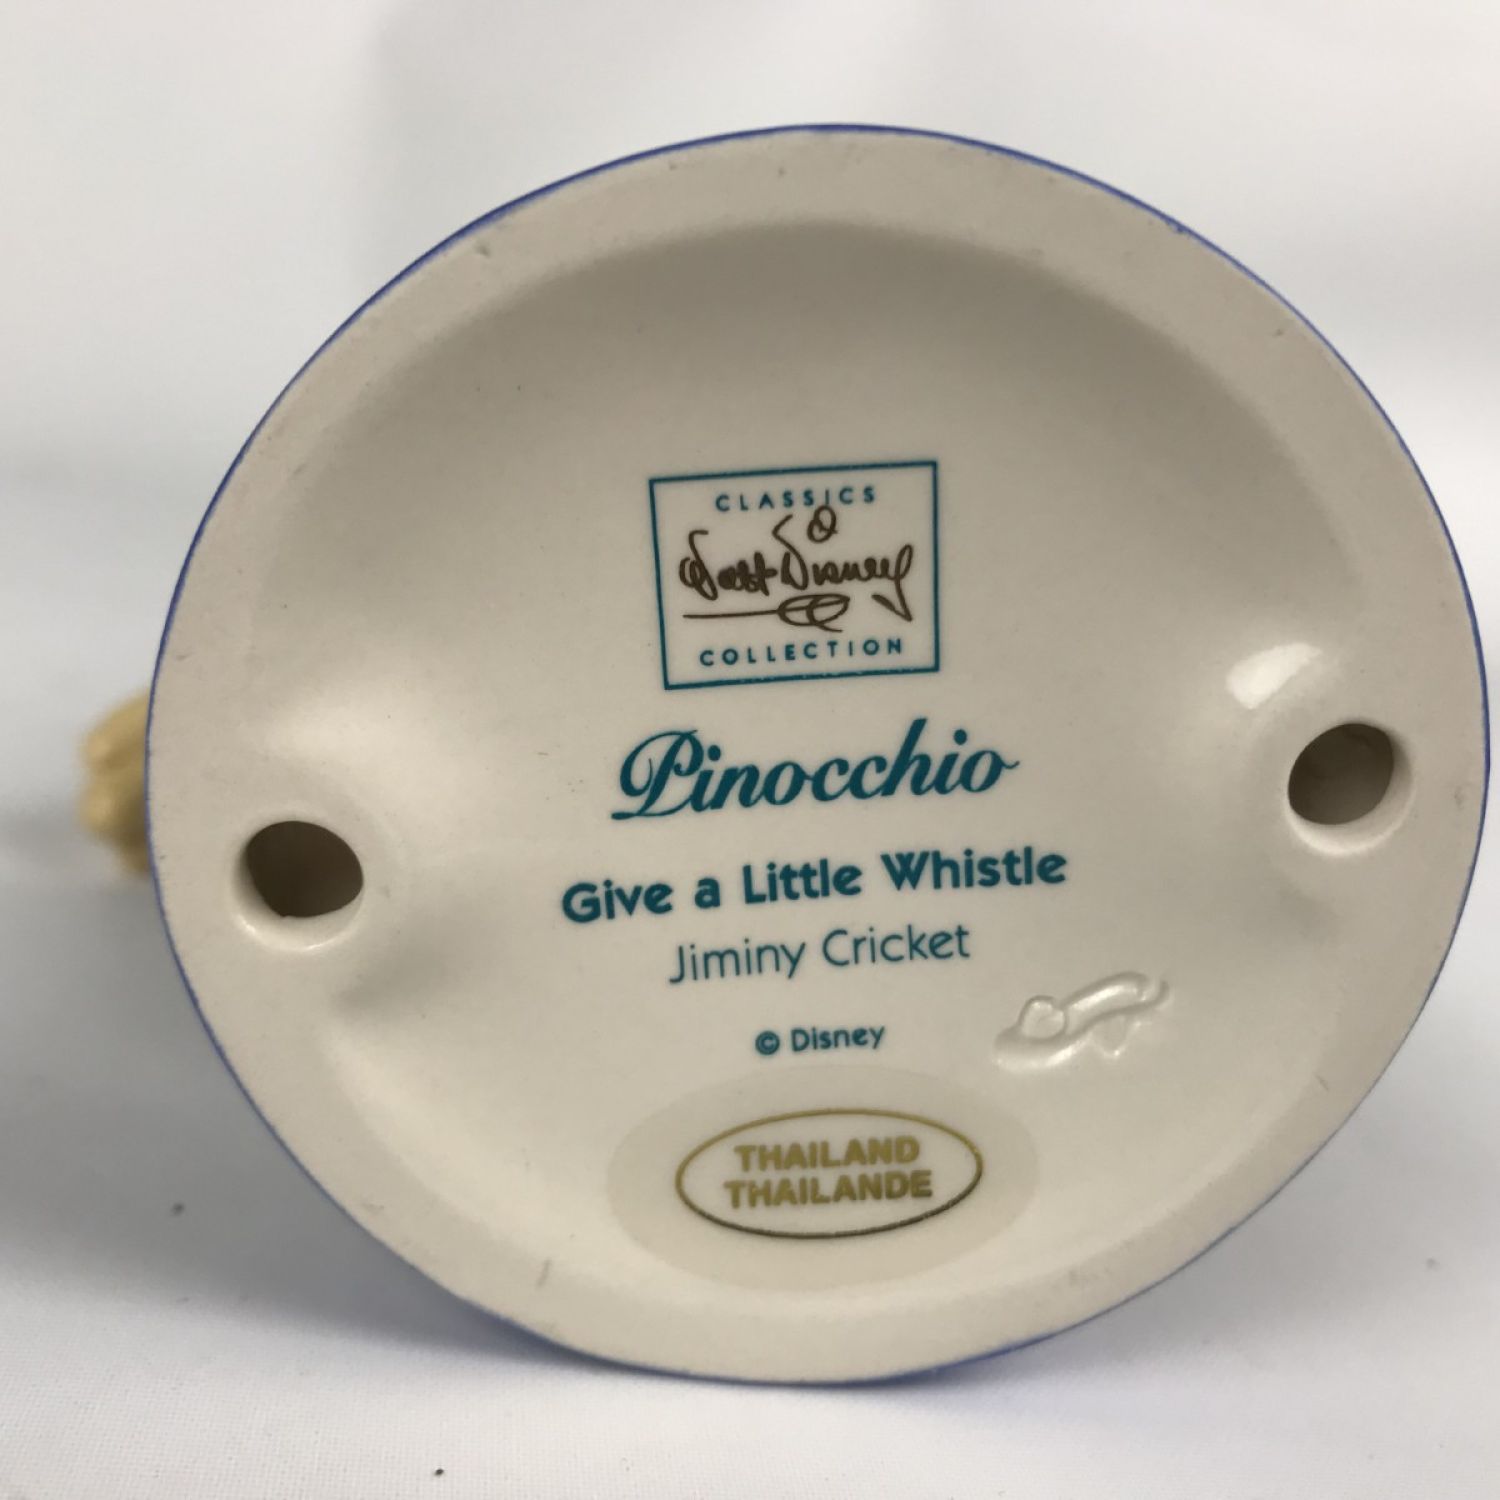 CLASSICS
Walt Disney
COLLECTION
Pinocchio
Give a Little Whistle
Jiminy Cricket
© Disney
THAILAND
THAILANDE